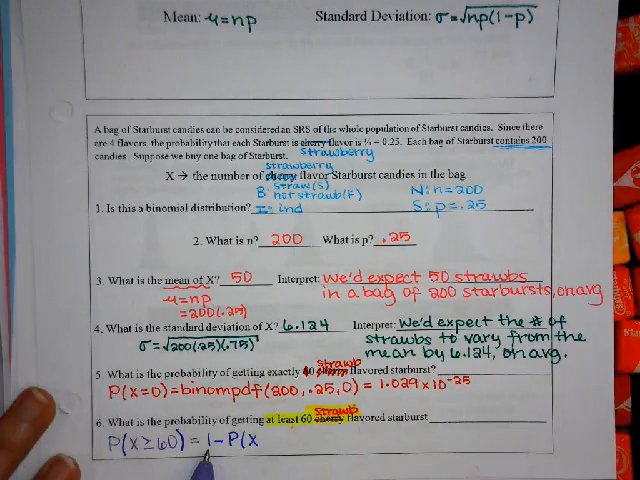 Mean: μ=np Standard Deviation: σ=√np(1-p)
A bag of Starburst candies can be considered an SRS of the whole population of Starburst candies. Since there
are 4 flavors, the probability that each Starburst is cherry flavor is ¼ = 0.25. Each bag of Starburst contains 200
strawberry
candies. Suppose we buy one bag of Starburst.
strawberry
X → the number of cherry flavor Starburst candies in the bag
B: straw(S)
not strawb(F) N: n=200
1. Is this a binomial distribution? I: ind S: p=.25
2. What is n? 200 What is p? .25
3. What is the mean of X? 50 Interpret: We'd expect 50 strawbs
μ=np in a bag of 200 starbursts, on avg
=200(.25)
4. What is the standard deviation of X? 6.124 Interpret: We'd expect the # of
σ=√200(.25)(.75) strawbs to vary from the
mean by 6.124, on avg.
strawb
5. What is the probability of getting exactly 0 cherry flavored starburst?
P(X=0)=binompdf(200, .25, 0) = 1.029 x 10⁻²⁵
strawb
6. What is the probability of getting at least 60 cherry flavored starburst
P(X≥60) = 1-P(X